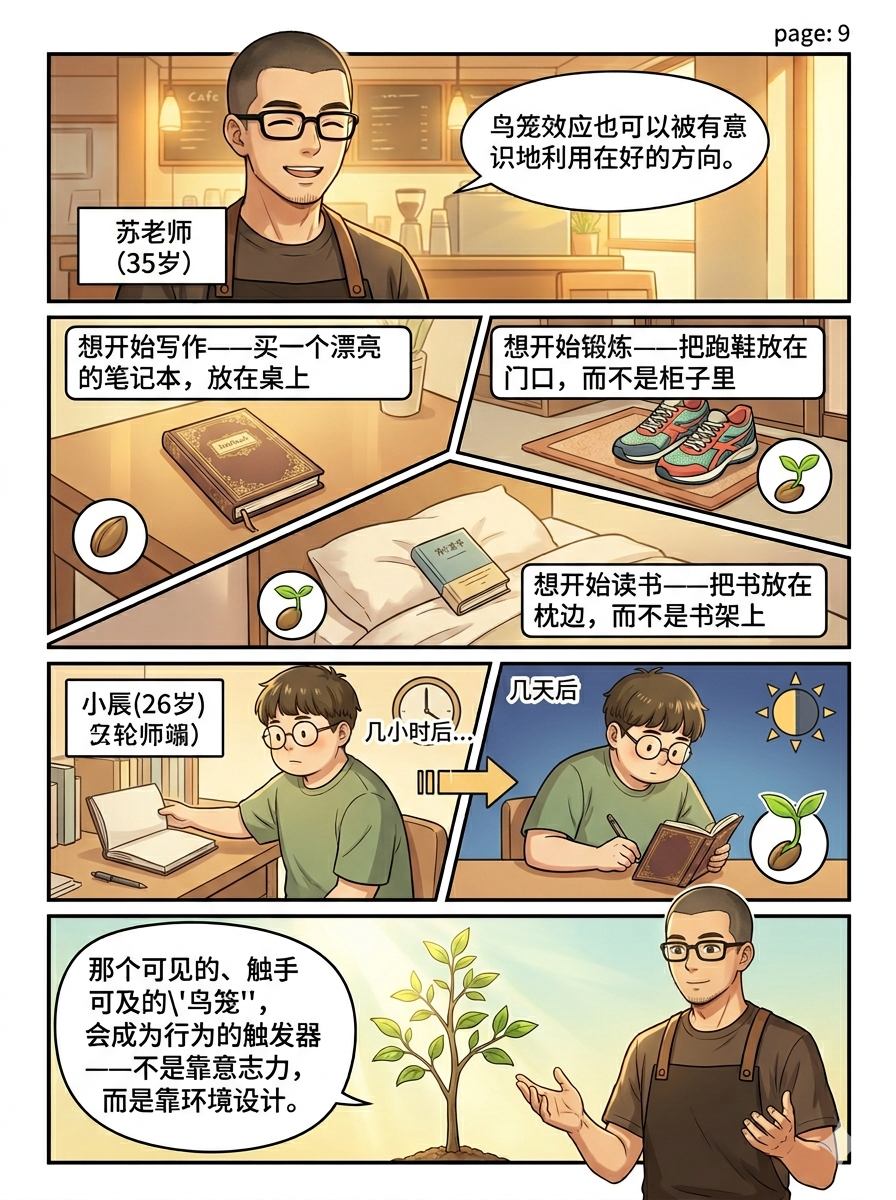 page: 9
CAfc
鸟笼效应也可以被有意
识地利用在好的方向。
苏老师
（35岁）
想开始写作——买一个漂亮
的笔记本，放在桌上
想开始锻炼——把跑鞋放在
门口，而不是柜子里
想开始读书——把书放在
枕边，而不是书架上
小辰(26岁)
轮师
几小时后...
几天后
那个可见的、触手
可及的\'鸟笼"，
会成为行为的触发器
——不是靠意志力，
而是靠环境设计。